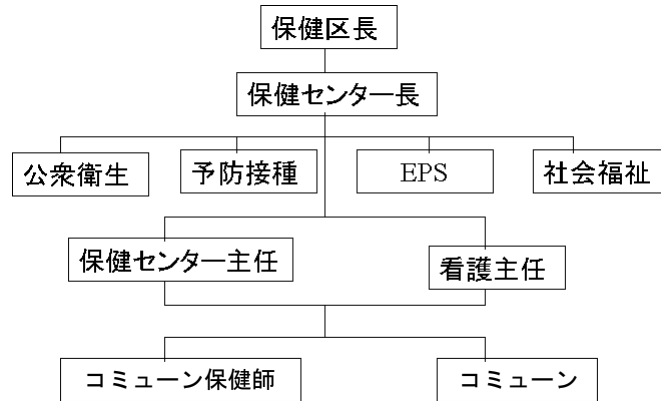 保健区長
保健センター長
公衆衛生
予防接種
EPS
社会福祉
保健センター主任
看護主任
コミューン保健師
コミューン